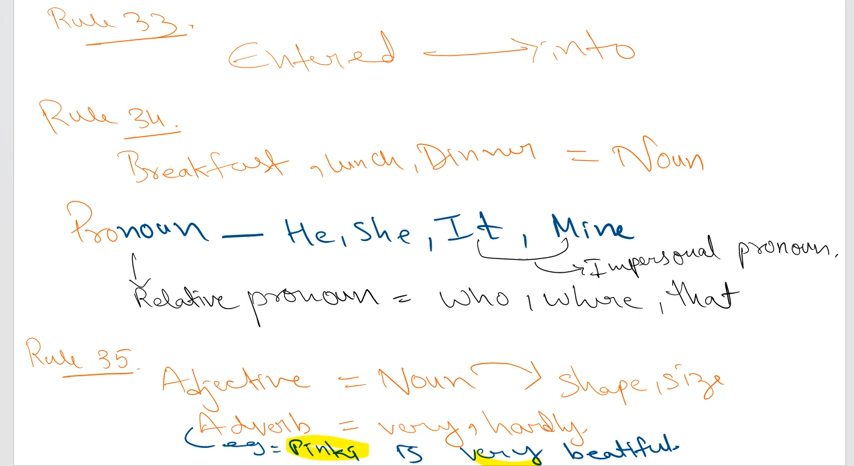 Rule 33.
Entered ⟷ into
Rule 34.
Breakfast, lunch, Dinner = Noun
Pronoun — He, She, It, Mine
→ Impersonal pronoun.
Relative pronoun = who, where, that
Rule 35.
Adjective = Noun → shape, size
Adverb = very, hardly.
eg = Pinky is very beatiful.